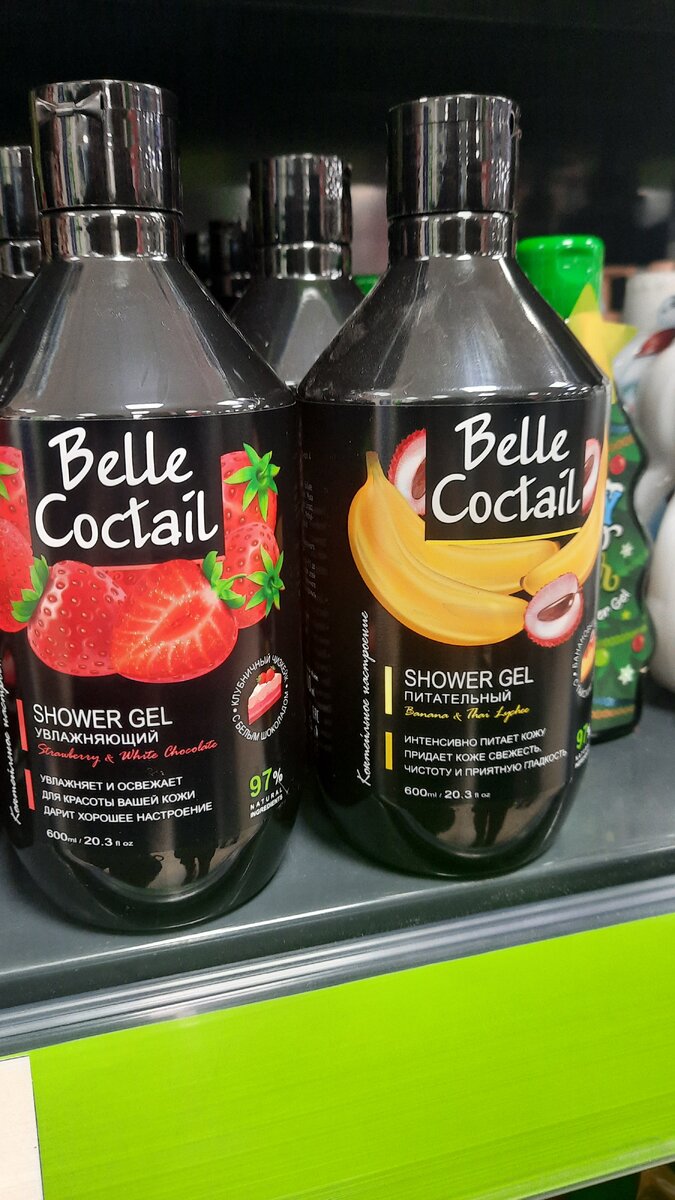 Belle
Coctail
SHOWER GEL
УВЛАЖНЯЮЩИЙ
Strawberry & White Chocolate
УВЛАЖНЯЕТ И ОСВЕЖАЕТ
ДЛЯ КРАСОТЫ ВАШЕЙ КОЖИ
ДАРИТ ХОРОШЕЕ НАСТРОЕНИЕ
600ml / 20.3 fl oz
КЛУБНИЧНЫЙ ЧИЗКЕЙК
С БЕЛЫМ ШОКОЛАДОМ
97%
NATURAL
INGREDIENTS
Belle
Coctail
Коктейльное настроение
SHOWER GEL
ПИТАТЕЛЬНЫЙ
Banana & Thai Lychee
ИНТЕНСИВНО ПИТАЕТ КОЖУ
ПРИДАЕТ КОЖЕ СВЕЖЕСТЬ,
ЧИСТОТУ И ПРИЯТНУЮ ГЛАДКОСТЬ
600ml / 20.3 fl oz
Gel